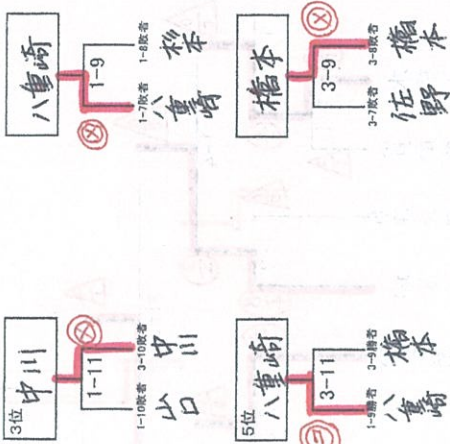 3位
中川
1-11
1-10敗者
3-10敗者
山口
中川
八重崎
1-9
1-7敗者
1-8敗者
八重崎
杉本
5位
八重崎
3-11
1-9勝者
3-9勝者
八重崎
橋本
橋本
3-9
3-7敗者
3-8敗者
佐野
橋本